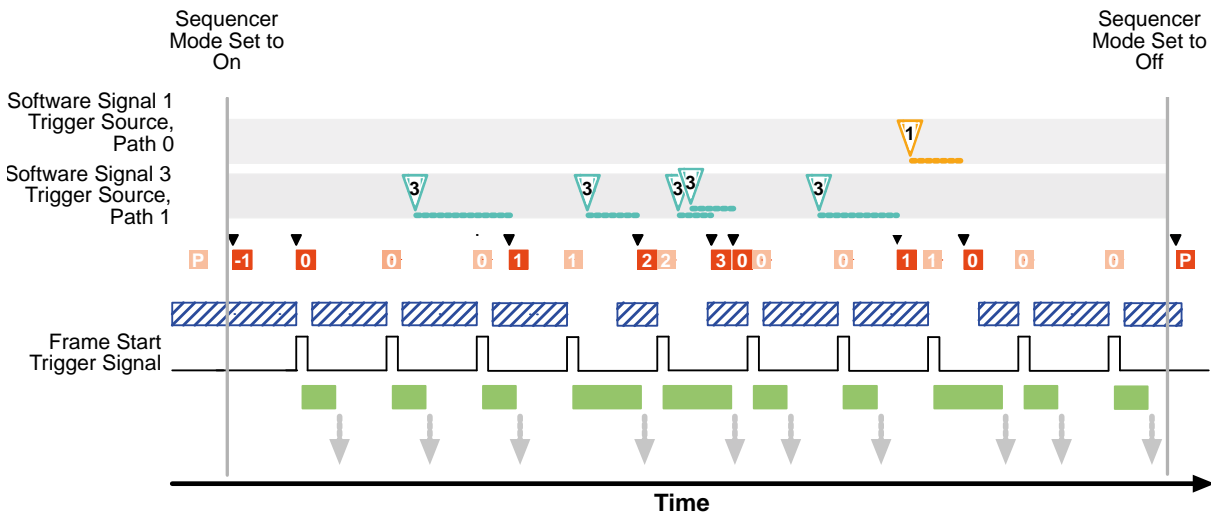 Sequencer
Mode Set to
On
Sequencer
Mode Set to
Off
Software Signal 1
Trigger Source,
Path 0
1
Software Signal 3
Trigger Source,
Path 1
3 3 3 3 3
P -1 0 0 0 1 1 2 2 3 0 0 0 1 1 0 0 0 P
Frame Start
Trigger Signal
Time